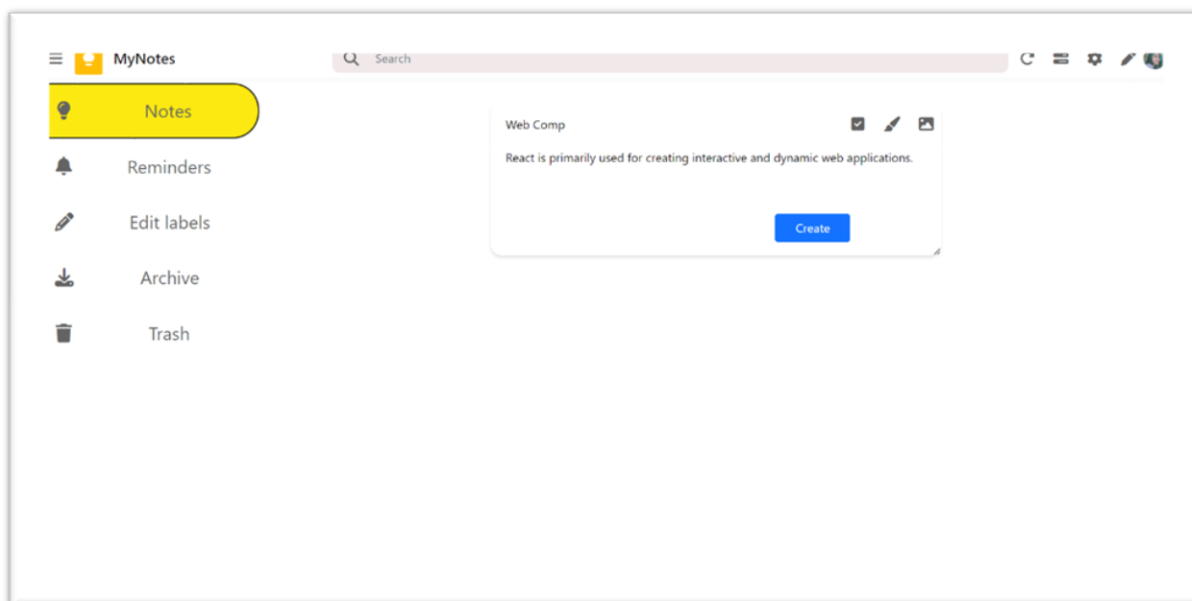 MyNotes
Search
Notes
Reminders
Edit labels
Archive
Trash
Web Comp
React is primarily used for creating interactive and dynamic web applications.
Create